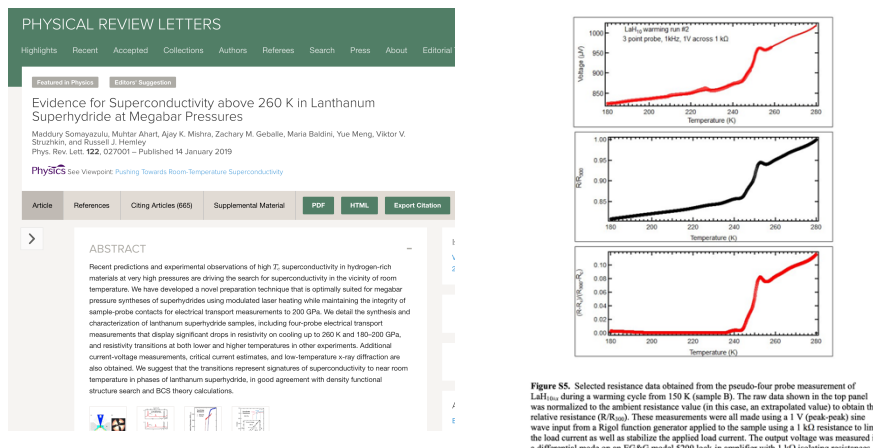 PHYSICAL REVIEW LETTERS
Highlights Recent Accepted Collections Authors Referees Search Press About Editorial
Featured in Physics Editors' Suggestion
Evidence for Superconductivity above 260 K in Lanthanum
Superhydride at Megabar Pressures
Maddury Somayazulu, Muhtar Ahart, Ajay K. Mishra, Zachary M. Geballe, Maria Baldini, Yue Meng, Viktor V.
Struzhkin, and Russell J. Hemley
Phys. Rev. Lett. 122, 027001 – Published 14 January 2019
Physics See Viewpoint: Pushing Towards Room-Temperature Superconductivity
Article References Citing Articles (665) Supplemental Material PDF HTML Export Citation
ABSTRACT
Recent predictions and experimental observations of high Tc superconductivity in hydrogen-rich
materials at very high pressures are driving the search for superconductivity in the vicinity of room
temperature. We have developed a novel preparation technique that is optimally suited for megabar
pressure syntheses of superhydrides using modulated laser heating while maintaining the integrity of
sample-probe contacts for electrical transport measurements to 200 GPa. We detail the synthesis and
characterization of lanthanum superhydride samples, including four-probe electrical transport
measurements that display significant drops in resistivity on cooling up to 260 K and 180–200 GPa,
and resistivity transitions at both lower and higher temperatures in other experiments. Additional
current-voltage measurements, critical current estimates, and low-temperature x-ray diffraction are
also obtained. We suggest that the transitions represent signatures of superconductivity to near room
temperature in phases of lanthanum superhydride, in good agreement with density functional
structure search and BCS theory calculations.
LaH10 warming run #2
3 point probe, 1kHz, 1V across 1 kΩ
Voltage (μV)
1000
950
900
850
180 200 220 240 260 280
Temperature (K)
R/R300
1.00
0.95
0.90
0.85
180 200 220 240 260 280
Temperature (K)
0.10
0.08
0.06
0.04
0.02
0.00
180 200 220 240 260 280
Temperature (K)
Figure S5. Selected resistance data obtained from the pseudo-four probe measurement of
LaH10±x during a warming cycle from 150 K (sample B). The raw data shown in the top panel
was normalized to the ambient resistance value (in this case, an extrapolated value) to obtain th
relative resistance (R/R300). These measurements were all made using a 1 V (peak-peak) sine
wave input from a Rigol function generator applied to the sample using a 1 kΩ resistance to lin
the load current as well as stabilize the applied load current. The output voltage was measured